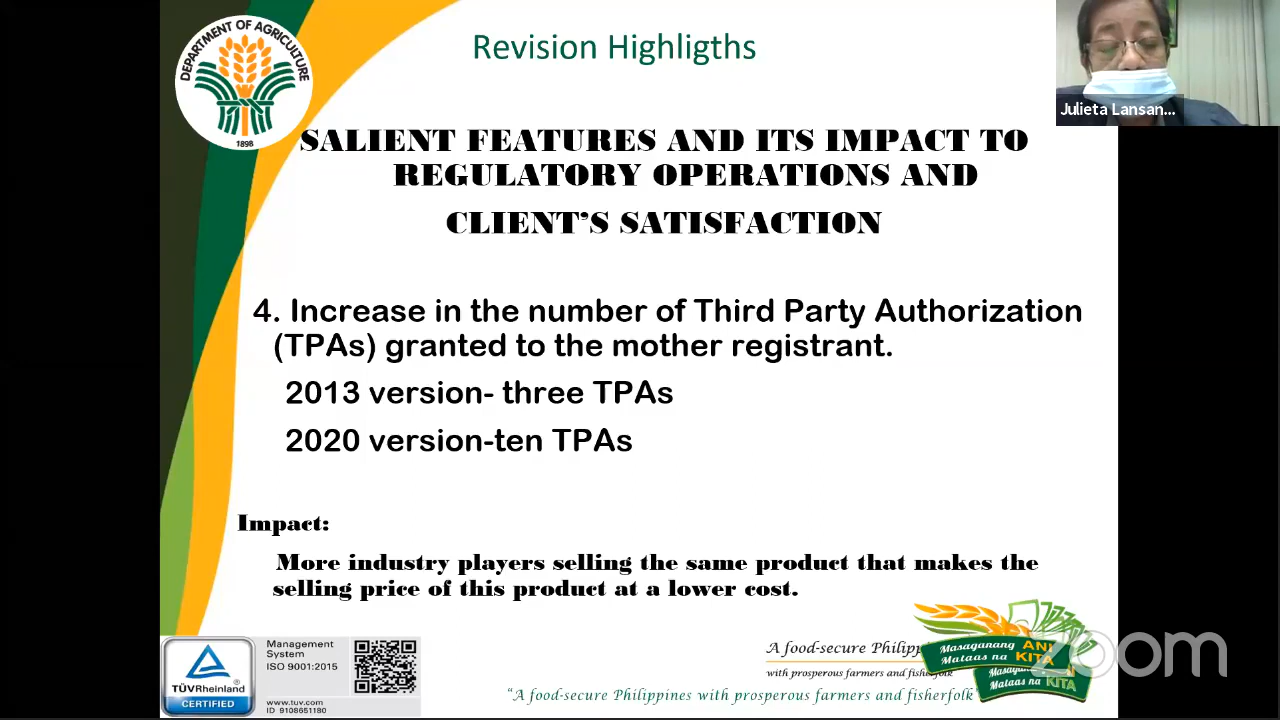 DEPARTMENT OF AGRICULTURE
1898
Revision Highligths
Julieta Lansan...
SALIENT FEATURES AND ITS IMPACT TO
REGULATORY OPERATIONS AND
CLIENT’S SATISFACTION
4. Increase in the number of Third Party Authorization
(TPAs) granted to the mother registrant.
2013 version- three TPAs
2020 version-ten TPAs
Impact:
More industry players selling the same product that makes the
selling price of this product at a lower cost.
TÜVRheinland®
CERTIFIED
Management
System
ISO 9001:2015
www.tuv.com
ID 9108651180
A food-secure
with prosperous farmers and
“A food-secure Philippines with prosperous farmers and fisherfolk”
Masaganang ANI
Mataas na KITA
Mataas na KITA
zoom